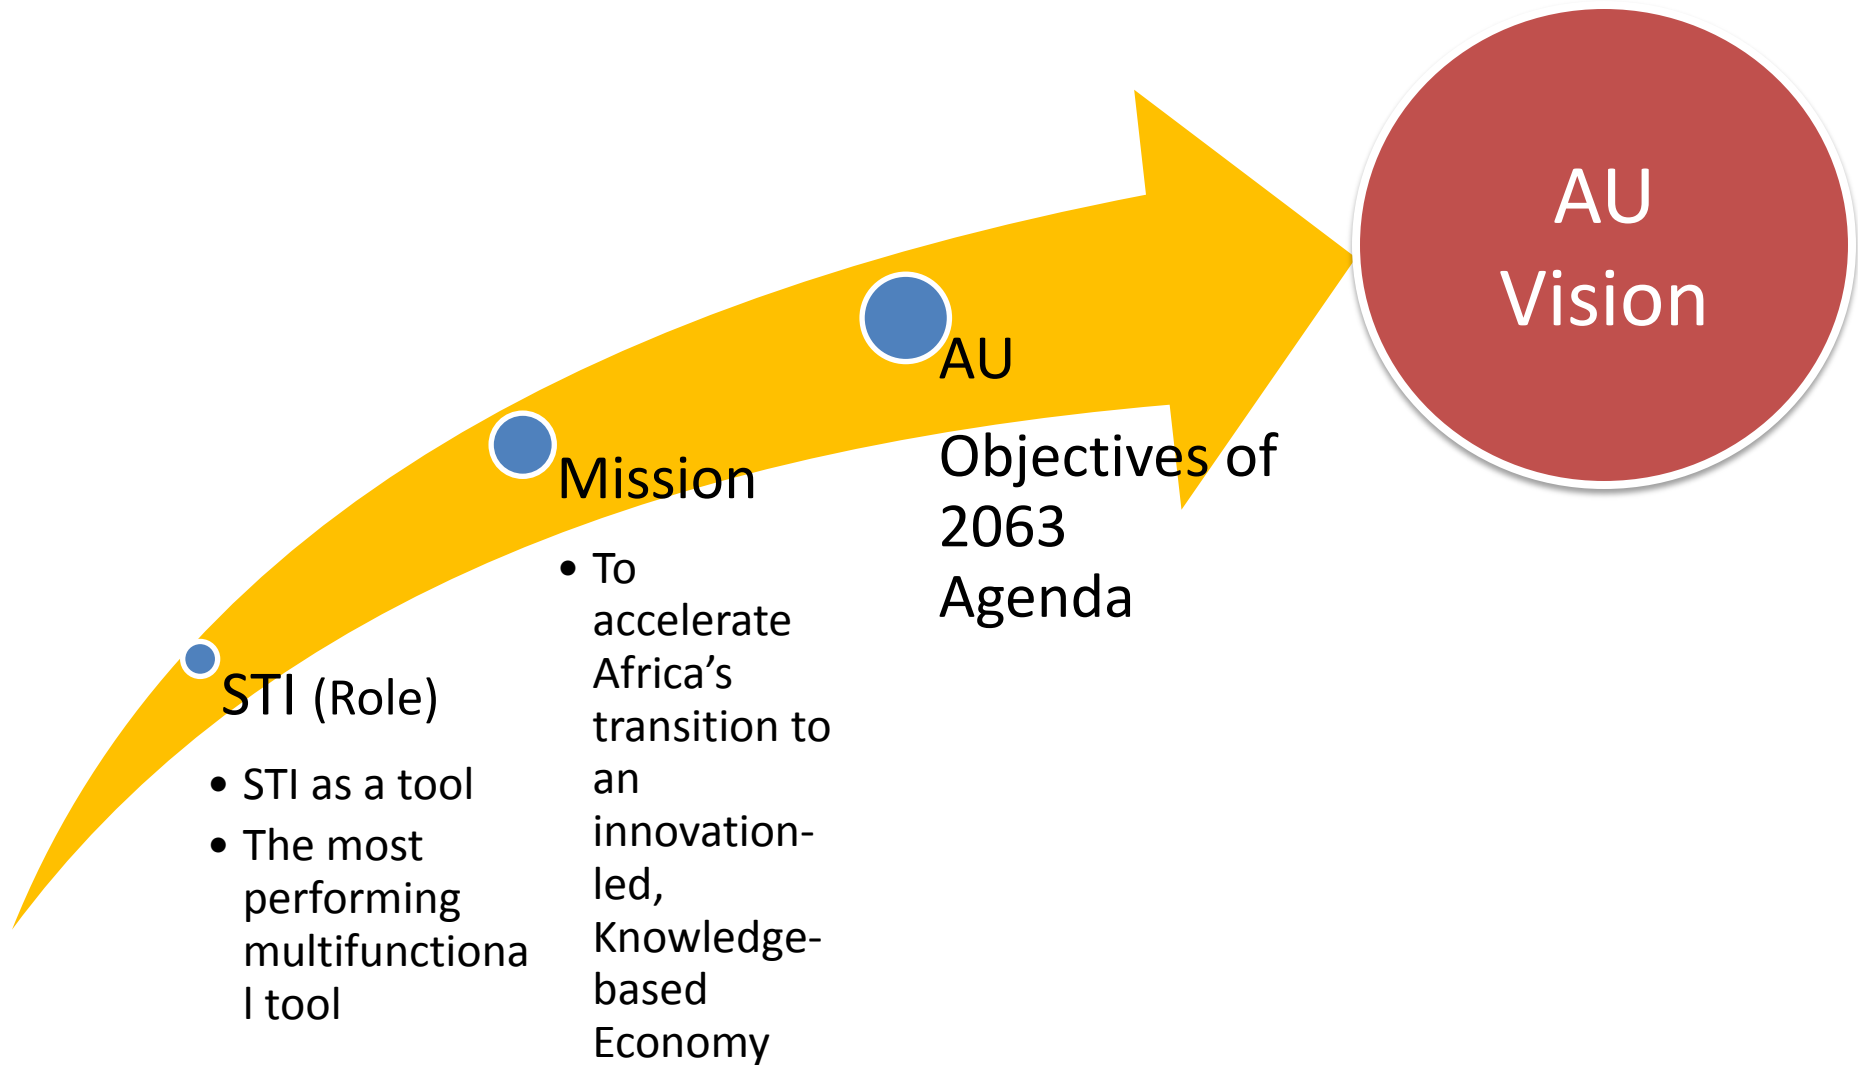 STI (Role)
• STI as a tool
• The most
performing
multifunctiona
l tool
Mission
• To
accelerate
Africa’s
transition to
an
innovation-
led,
Knowledge-
based
Economy
AU
Objectives of
2063
Agenda
AU
Vision